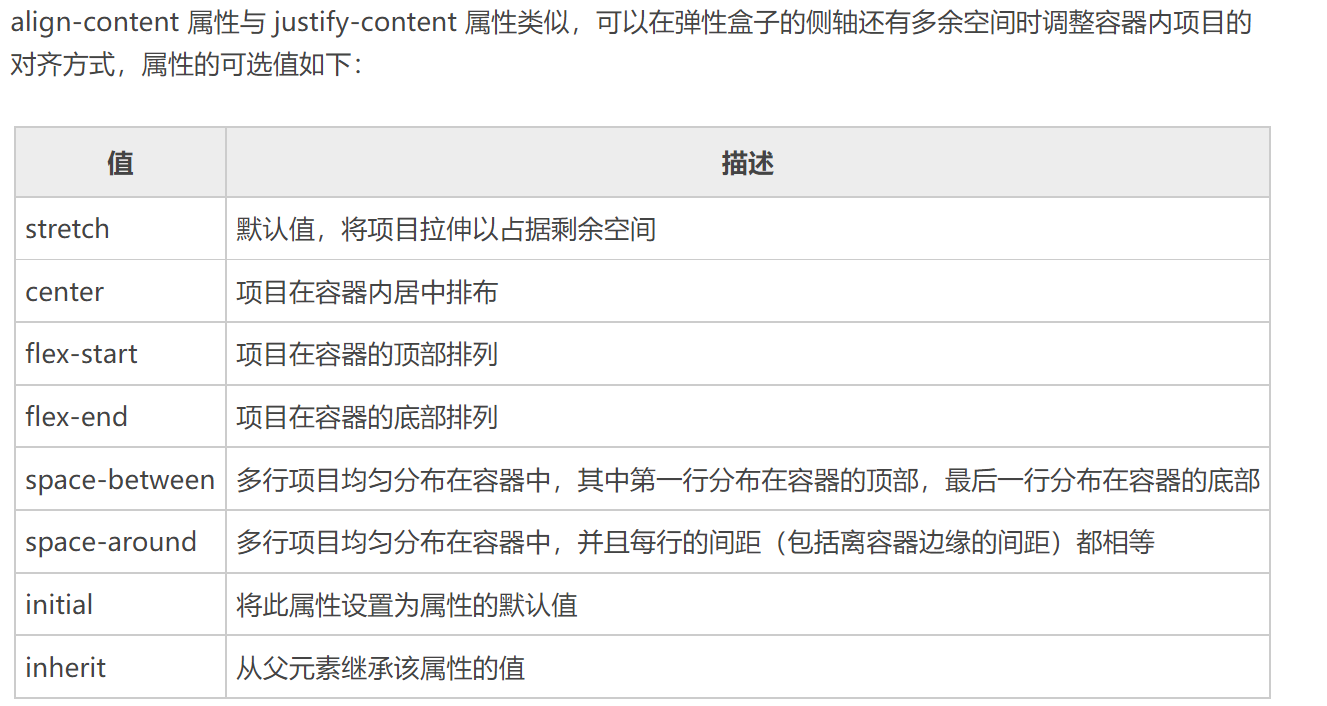 align-content 属性与 justify-content 属性类似，可以在弹性盒子的侧轴还有多余空间时调整容器内项目的
对齐方式，属性的可选值如下：
值 描述
stretch 默认值，将项目拉伸以占据剩余空间
center 项目在容器内居中排布
flex-start 项目在容器的顶部排列
flex-end 项目在容器的底部排列
space-between 多行项目均匀分布在容器中，其中第一行分布在容器的顶部，最后一行分布在容器的底部
space-around 多行项目均匀分布在容器中，并且每行的间距（包括离容器边缘的间距）都相等
initial 将此属性设置为属性的默认值
inherit 从父元素继承该属性的值